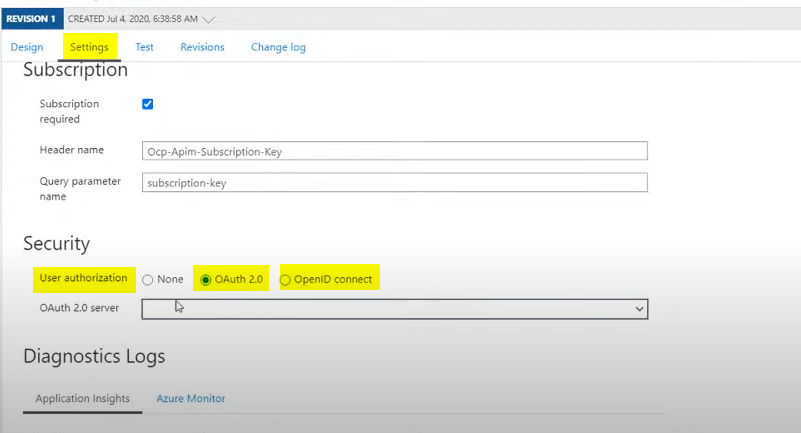 REVISION 1 CREATED Jul 4, 2020, 6:38:58 AM
Design Settings Test Revisions Change log
Subscription
Subscription
required
Header name Ocp-Apim-Subscription-Key
Query parameter
name subscription-key
Security
User authorization None OAuth 2.0 OpenID connect
OAuth 2.0 server
Diagnostics Logs
Application Insights Azure Monitor